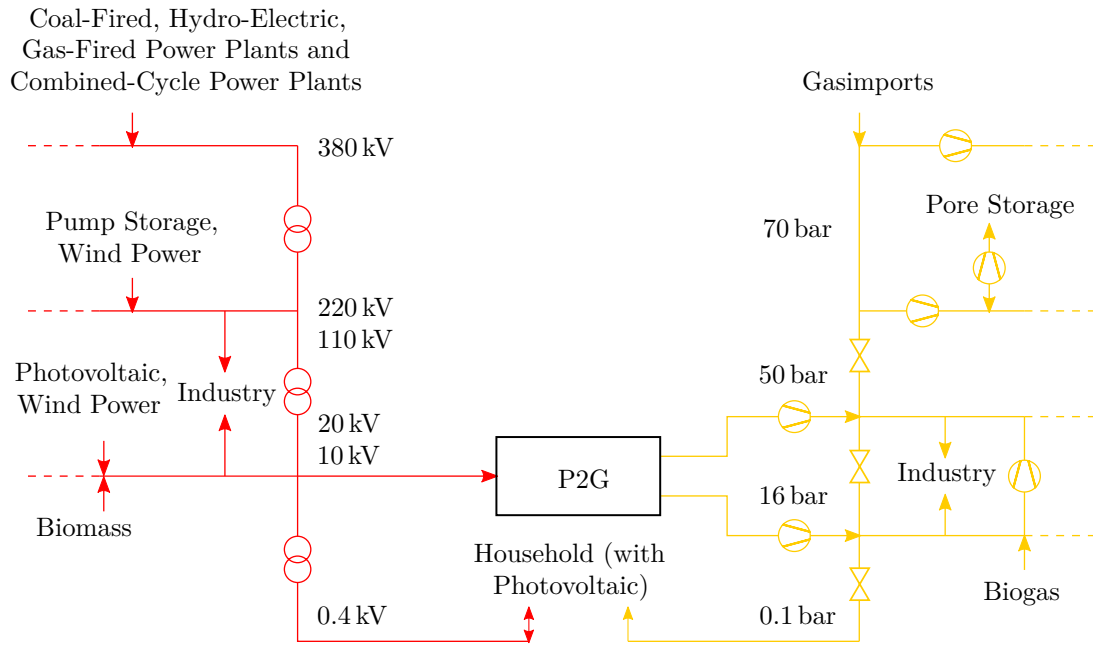 Coal-Fired, Hydro-Electric,
Gas-Fired Power Plants and
Combined-Cycle Power Plants
Gasimports
380 kV
Pump Storage,
Wind Power
Pore Storage
70 bar
220 kV
110 kV
Photovoltaic,
Wind Power
Industry
50 bar
20 kV
10 kV
P2G
Industry
16 bar
Biomass
Household (with
Photovoltaic)
Biogas
0.4 kV
0.1 bar